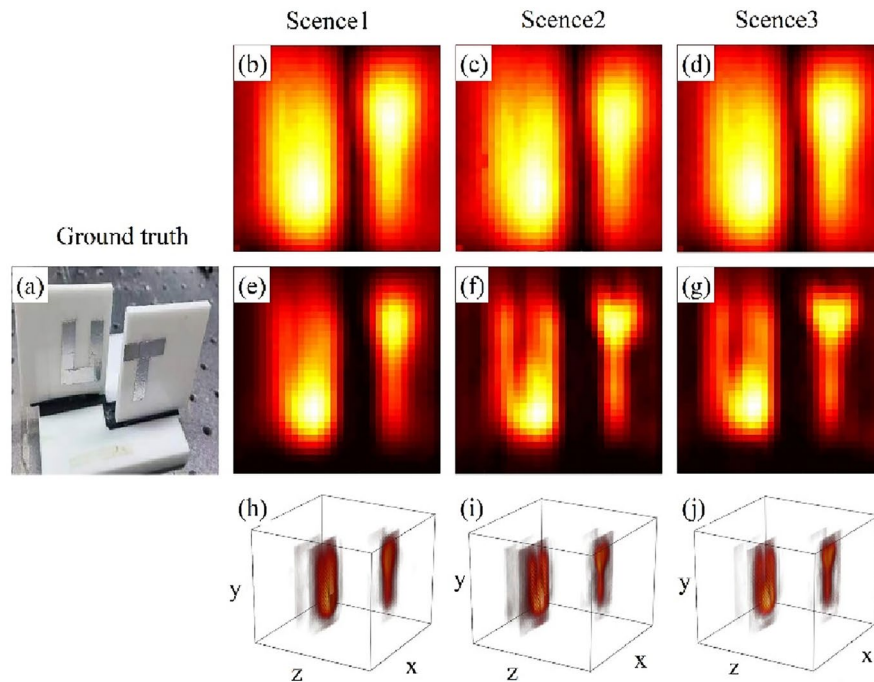 Scence1 Scence2 Scence3
(b) (c) (d)
Ground truth
(a) (e) (f) (g)
(h) (i) (j)
y z x y z x y z x
U T